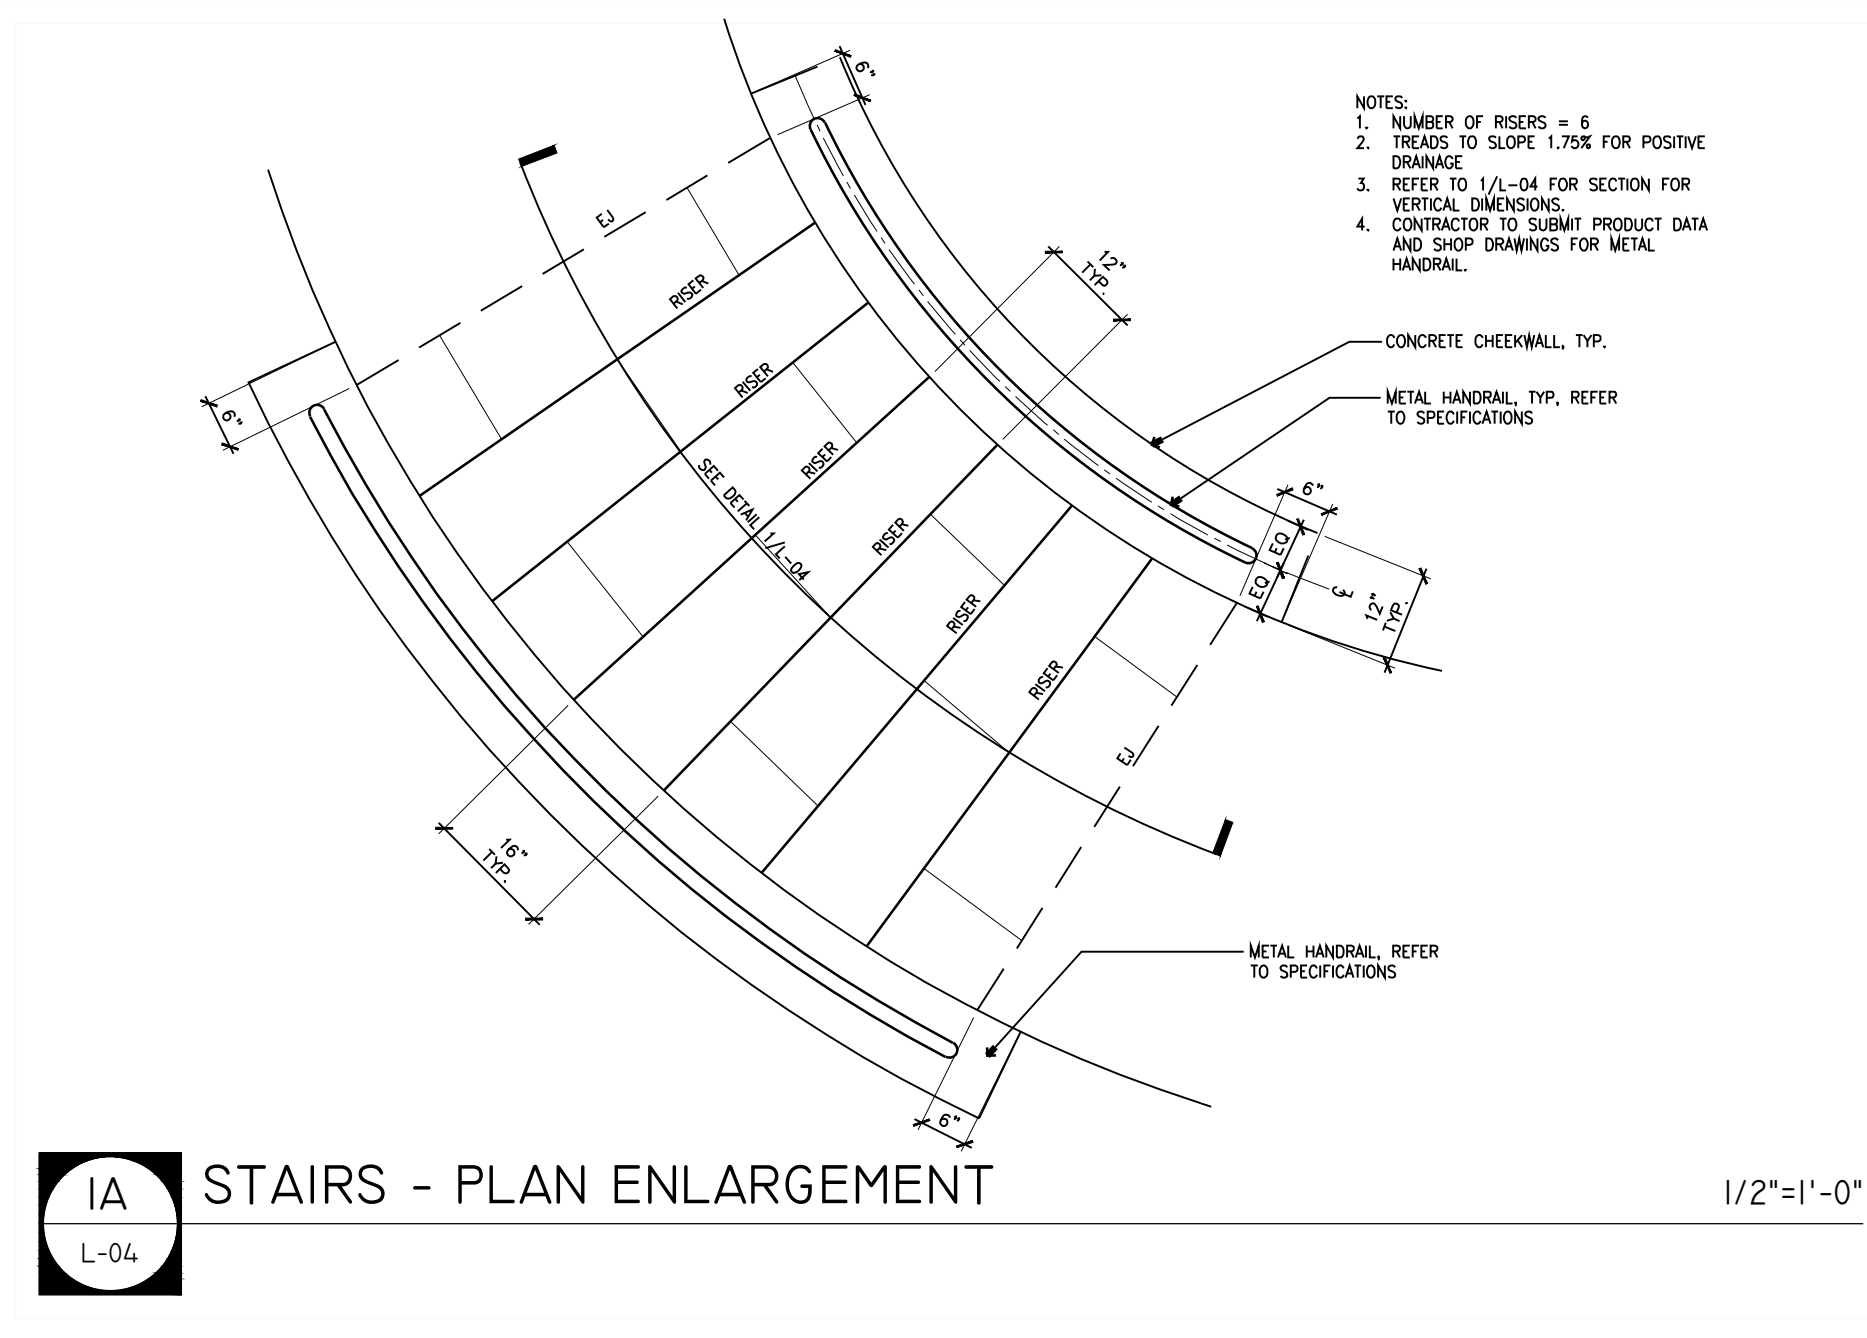 6"
NOTES:
1. NUMBER OF RISERS = 6
2. TREADS TO SLOPE 1.75% FOR POSITIVE
DRAINAGE
3. REFER TO 1/L-04 FOR SECTION FOR
VERTICAL DIMENSIONS.
4. CONTRACTOR TO SUBMIT PRODUCT DATA
AND SHOP DRAWINGS FOR METAL
HANDRAIL.
EJ
12"
TYP.
RISER
CONCRETE CHEEKWALL, TYP.
RISER
METAL HANDRAIL, TYP, REFER
TO SPECIFICATIONS
6"
RISER
SEE DETAIL 1/L-04
6"
RISER
EQ
EQ
℄
12"
TYP.
RISER
RISER
EJ
16"
TYP.
METAL HANDRAIL, REFER
TO SPECIFICATIONS
6"
1A
STAIRS - PLAN ENLARGEMENT
1/2"=1'-0"
L-04